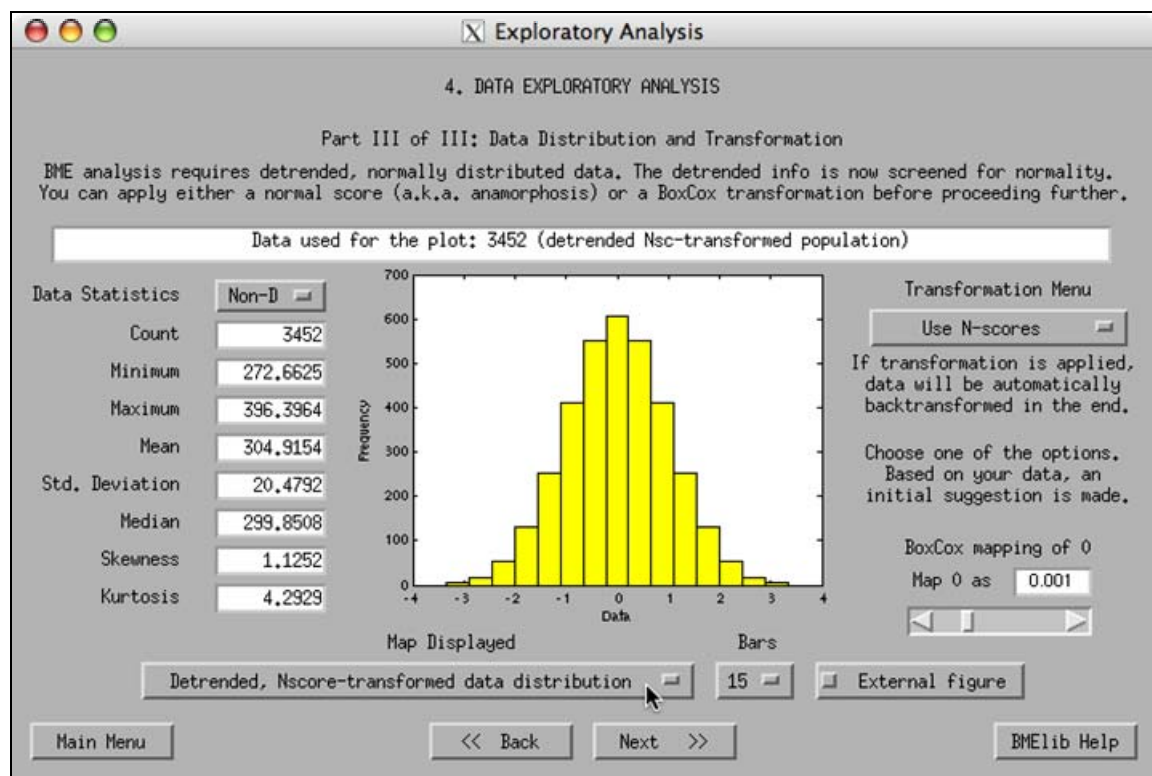 X Exploratory Analysis
4. DATA EXPLORATORY ANALYSIS
Part III of III: Data Distribution and Transformation
BME analysis requires detrended, normally distributed data. The detrended info is now screened for normality.
You can apply either a normal score (a.k.a. anamorphosis) or a BoxCox transformation before proceeding further.
Data used for the plot: 3452 (detrended Nsc-transformed population)
Data Statistics Non-D
Count 3452
Minimum 272.6625
Maximum 396.3964
Mean 304.9154
Std. Deviation 20.4792
Median 299.8508
Skewness 1.1252
Kurtosis 4.2929
700
600
500
400
300
200
100
0
Frequency
-4 -3 -2 -1 0 1 2 3 4
Data
Transformation Menu
Use N-scores
If transformation is applied,
data will be automatically
backtransformed in the end.
Choose one of the options.
Based on your data, an
initial suggestion is made.
BoxCox mapping of 0
Map 0 as 0.001
Map Displayed
Bars
Detrended, Nscore-transformed data distribution
15
External figure
Main Menu
<< Back
Next >>
BMElib Help